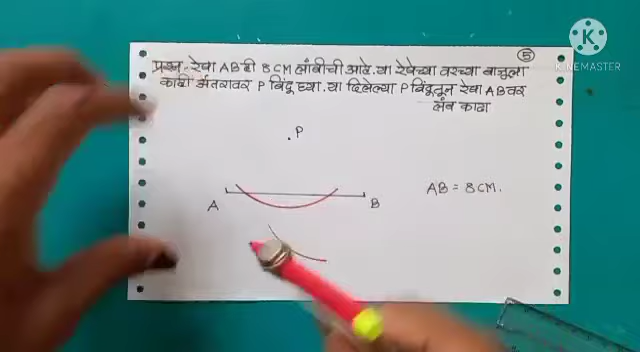 5
K
KINEMASTER
प्रश्न - रेषा AB ही 8 CM लांबीची आहे. या रेषेच्या वरच्या बाजुला
काही अंतरावर P बिंदू घ्या. या दिलेल्या P बिंदूतून रेषा AB वर
लंब काढा
P
AB = 8 CM.
A
B